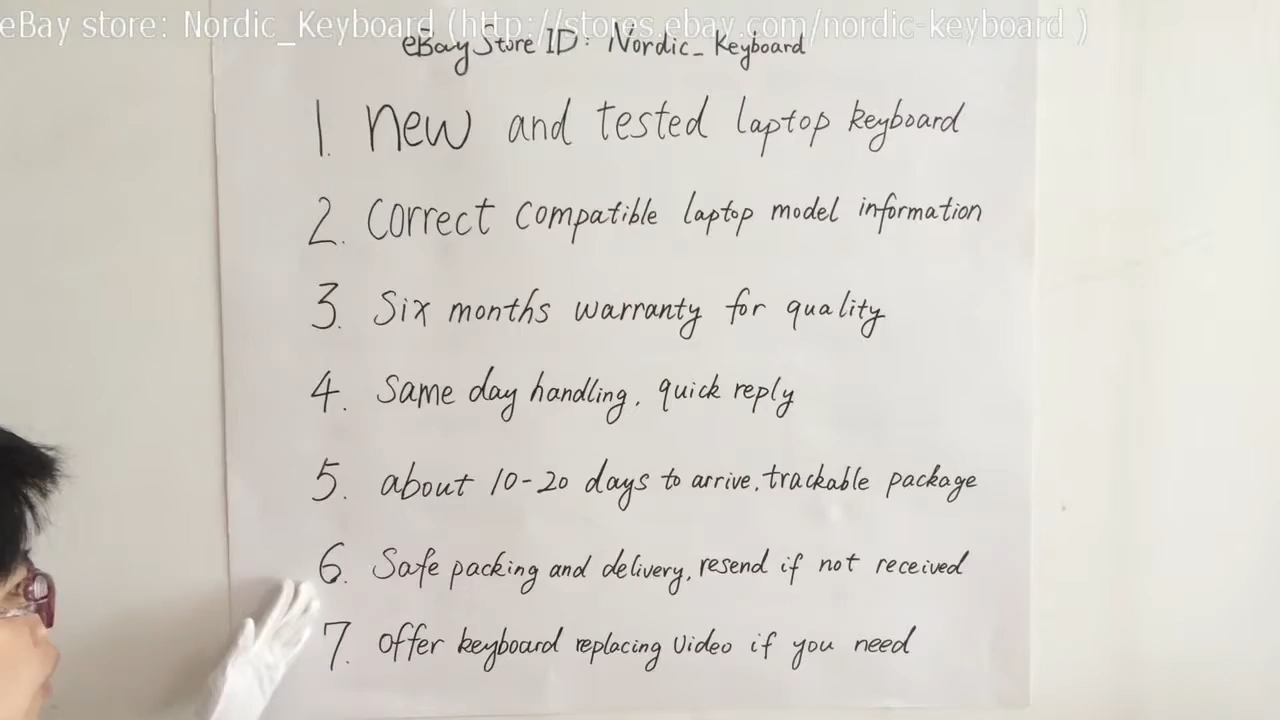 eBay store: Nordic_Keyboard (http://stores.ebay.com/nordic-keyboard )
eBay Store ID: Nordic_Keyboard
1. new and tested laptop keyboard
2. Correct compatible laptop model information
3. Six months warranty for quality
4. Same day handling, quick reply
5. about 10-20 days to arrive, trackable package
6. Safe packing and delivery, resend if not received
7. Offer keyboard replacing video if you need